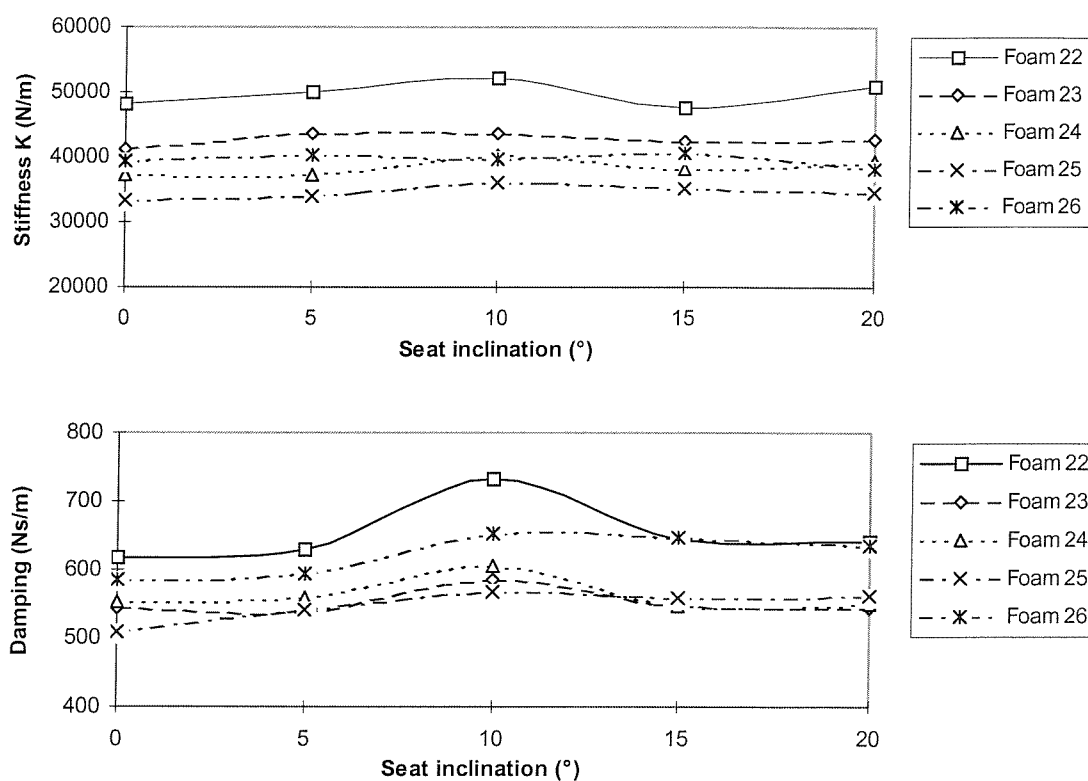 60000
50000
40000
30000
20000
Stiffness K (N/m)
0 5 10 15 20
Seat inclination (°)
Foam 22
Foam 23
Foam 24
Foam 25
Foam 26
800
700
600
500
400
Damping (Ns/m)
0 5 10 15 20
Seat inclination (°)
Foam 22
Foam 23
Foam 24
Foam 25
Foam 26